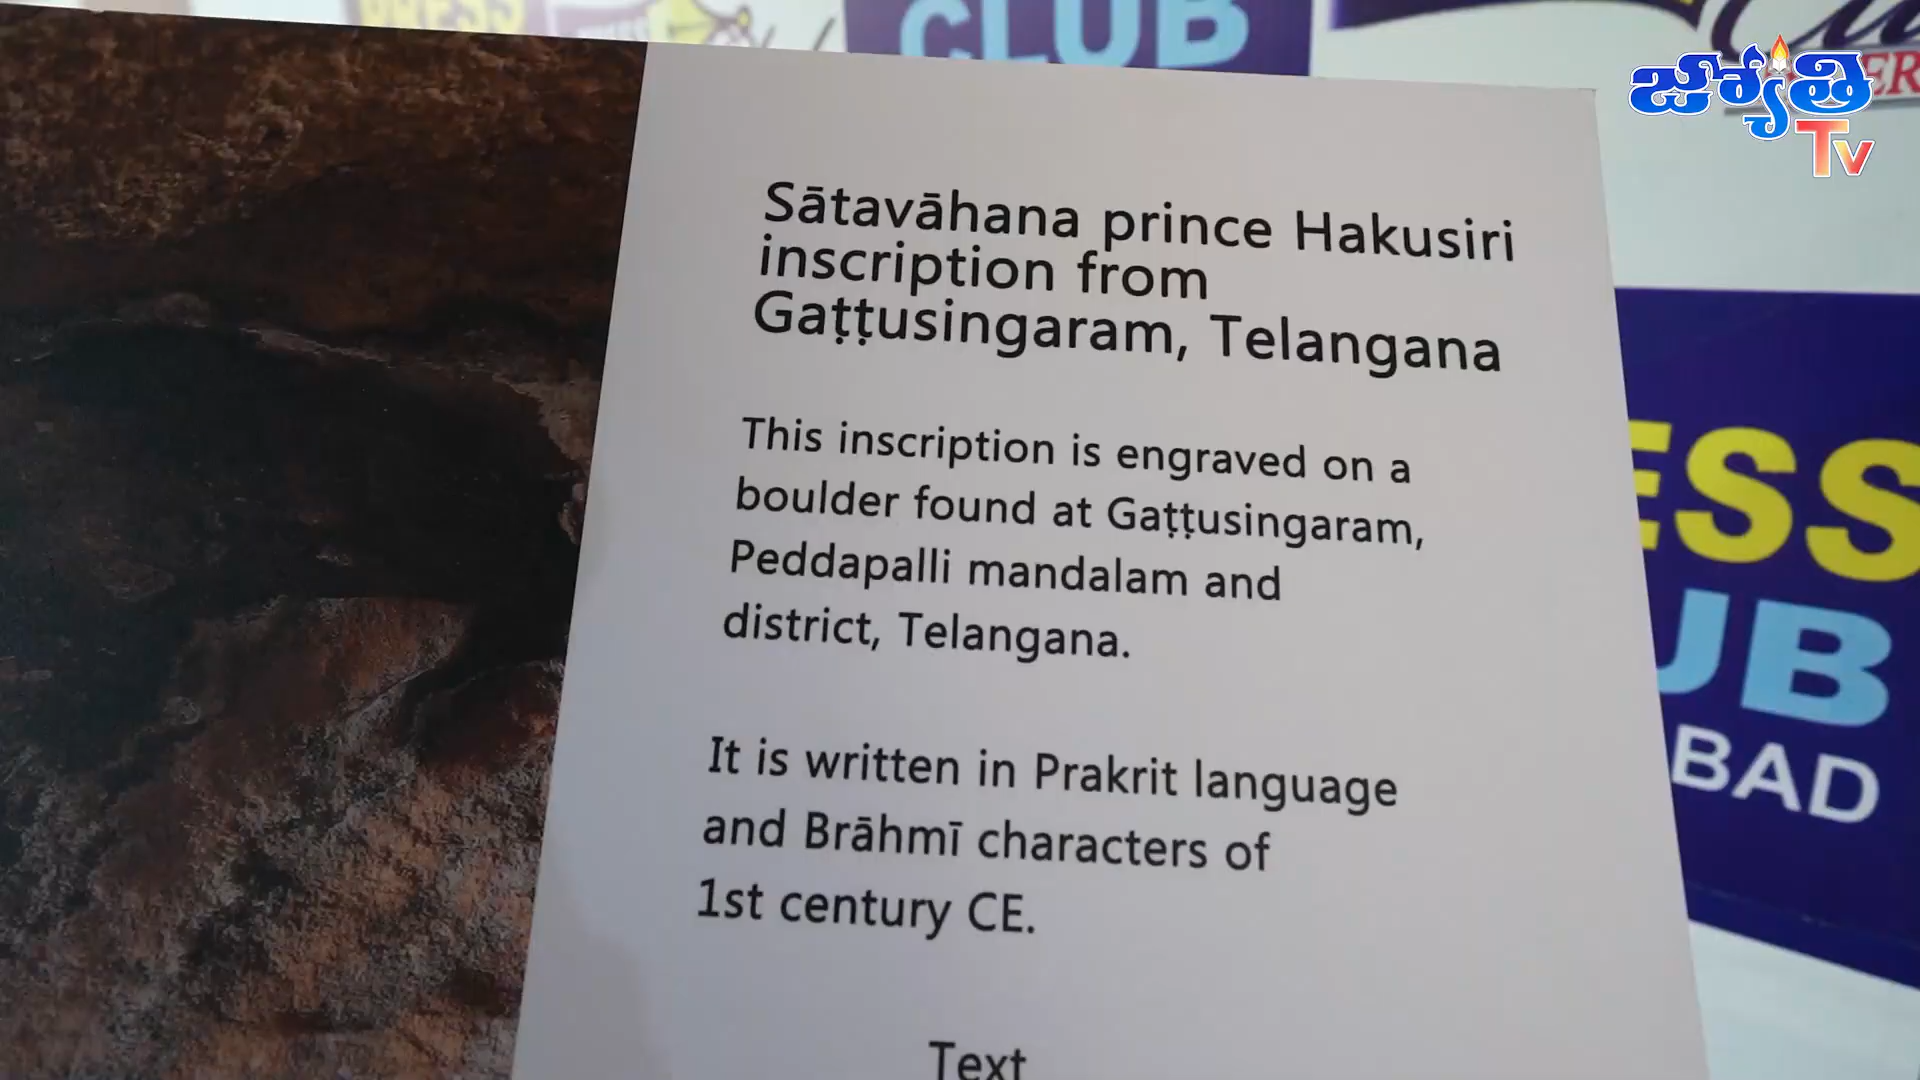 PRESS
CLUB
జ్యోతి
Tv
Sātavāhana prince Hakusiri
inscription from
Gaṭṭusingaram, Telangana
This inscription is engraved on a
boulder found at Gaṭṭusingaram,
Peddapalli mandalam and
district, Telangana.
It is written in Prakrit language
and Brāhmī characters of
1st century CE.
Text
ESS
UB
BAD